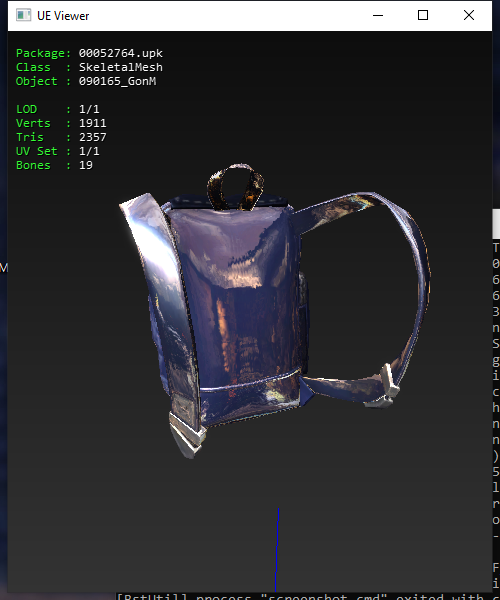 UE Viewer
Package: 00052764.upk
Class : SkeletalMesh
Object : 090165_GonM
LOD : 1/1
Verts : 1911
Tris : 2357
UV Set : 1/1
Bones : 19
[BstUtil] process "screenshot.cmd" exited with c